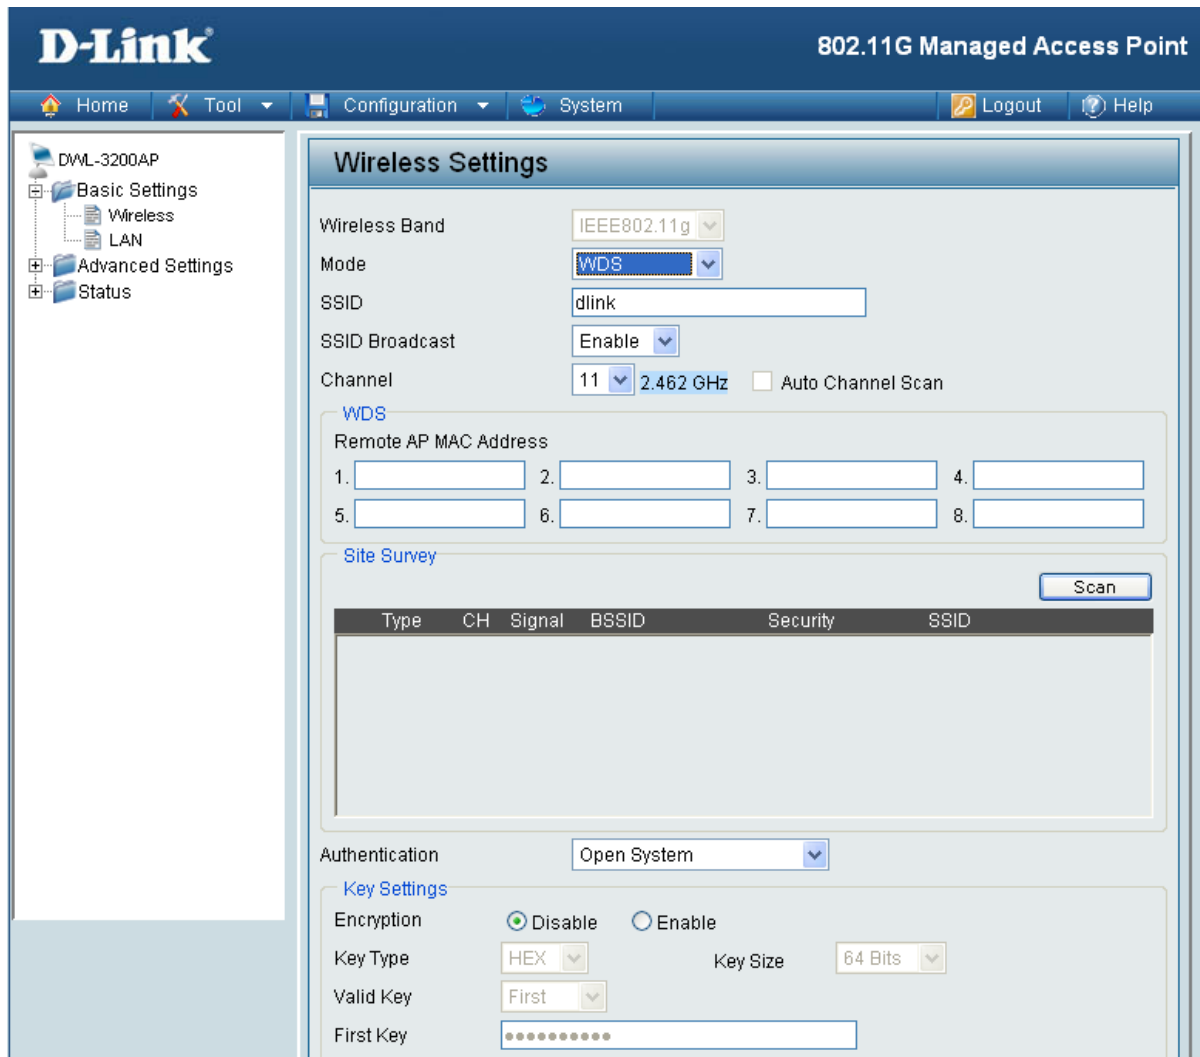 D-Link
802.11G Managed Access Point
Home Tool Configuration System Logout Help
DWL-3200AP
Basic Settings
Wireless
LAN
Advanced Settings
Status
Wireless Settings
Wireless Band IEEE802.11g
Mode WDS
SSID dlink
SSID Broadcast Enable
Channel 11 2.462 GHz Auto Channel Scan
WDS
Remote AP MAC Address
1. 2. 3. 4.
5. 6. 7. 8.
Site Survey
Scan
Type CH Signal BSSID Security SSID
Authentication Open System
Key Settings
Encryption Disable Enable
Key Type HEX Key Size 64 Bits
Valid Key First
First Key ●●●●●●●●●●